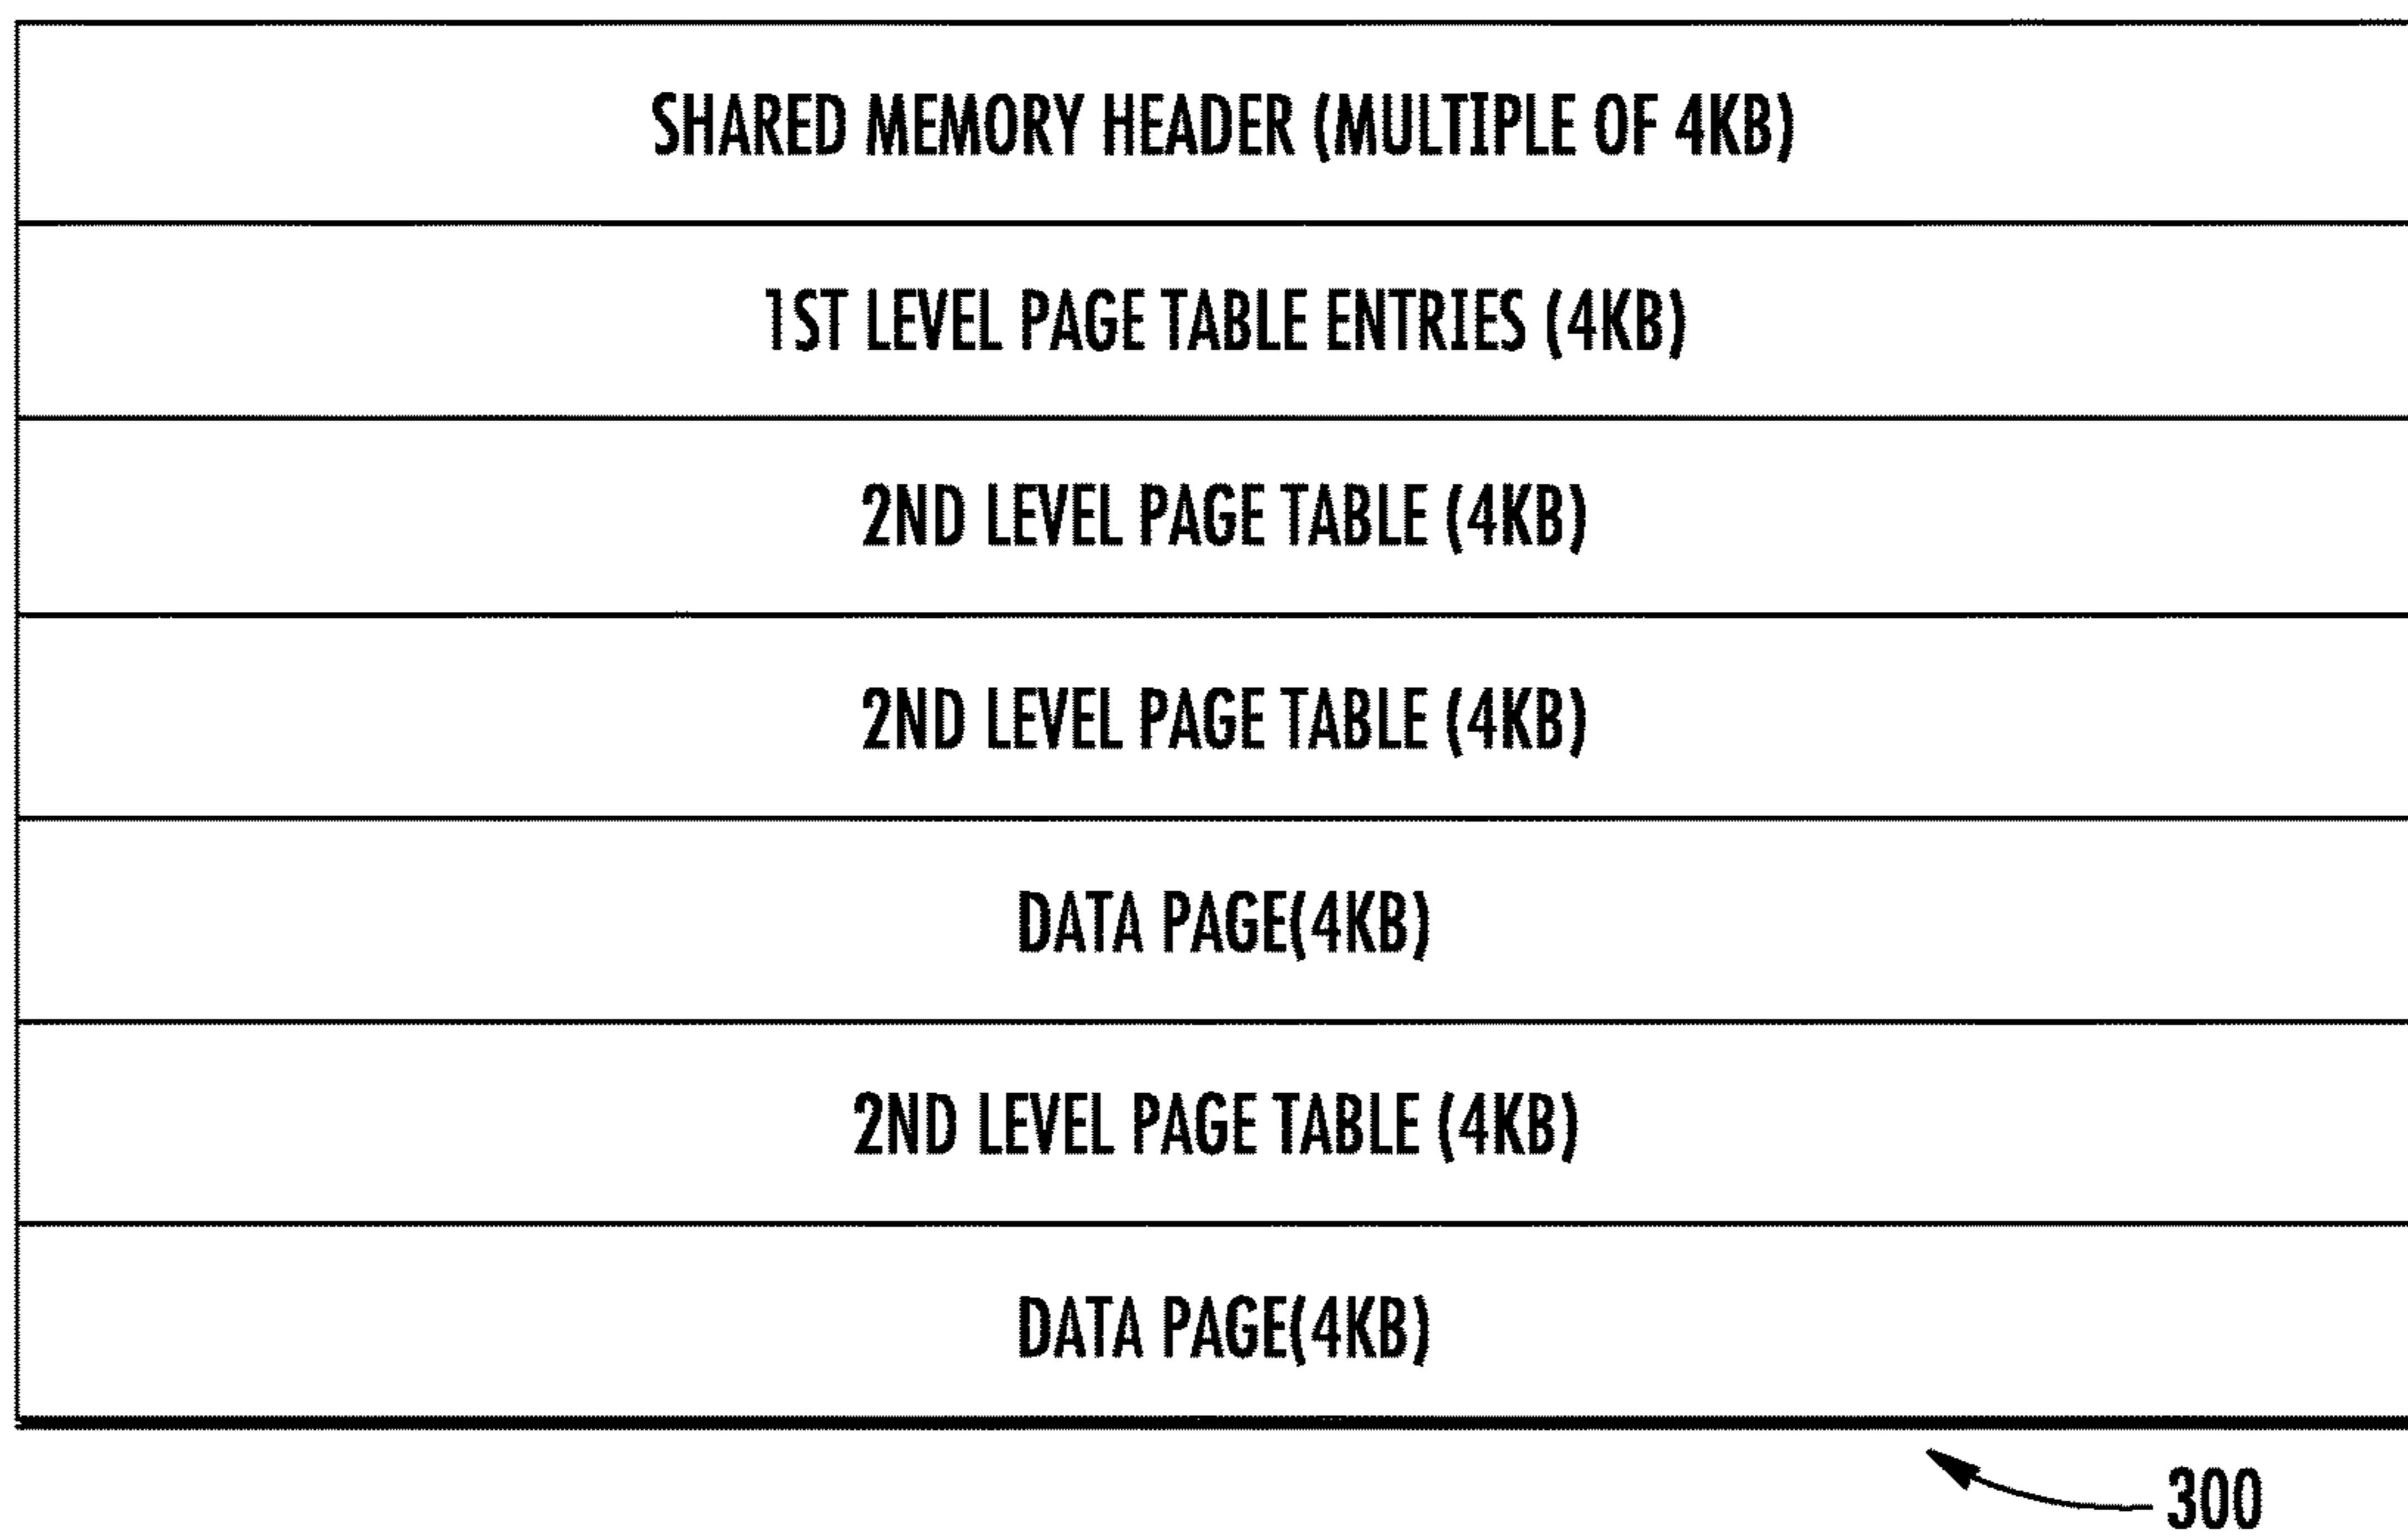 SHARED MEMORY HEADER (MULTIPLE OF 4KB)
1ST LEVEL PAGE TABLE ENTRIES (4KB)
2ND LEVEL PAGE TABLE (4KB)
2ND LEVEL PAGE TABLE (4KB)
DATA PAGE(4KB)
2ND LEVEL PAGE TABLE (4KB)
DATA PAGE(4KB)
300